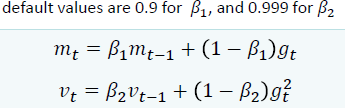 default values are 0.9 for β₁, and 0.999 for β₂
mₜ = β₁mₜ₋₁ + (1 − β₁)gₜ
vₜ = β₂vₜ₋₁ + (1 − β₂)gₜ²